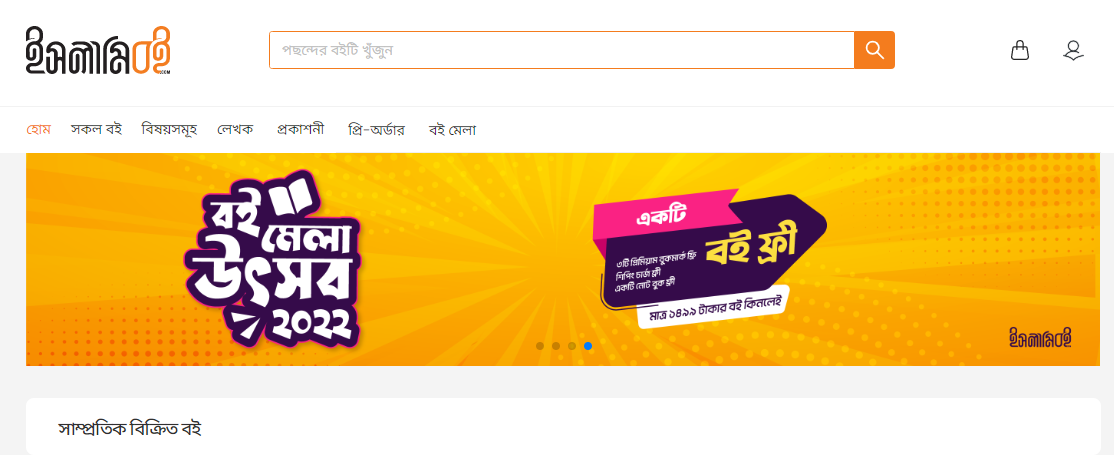 ইসলামিবই.COM
পছন্দের বইটি খুঁজুন
হোম সকল বই বিষয়সমূহ লেখক প্রকাশনী প্রি-অর্ডার বই মেলা
বই
মেলা
উৎসব
২০২২
একটি
বই ফ্রী
৩টি প্রিমিয়াম বুকমার্ক ফ্রি
শিপিং চার্জ ফ্রী
একটি নোট বুক ফ্রী
মাত্র ১৪৯৯ টাকার বই কিনলেই
ইসলামিবই
সাম্প্রতিক বিক্রিত বই